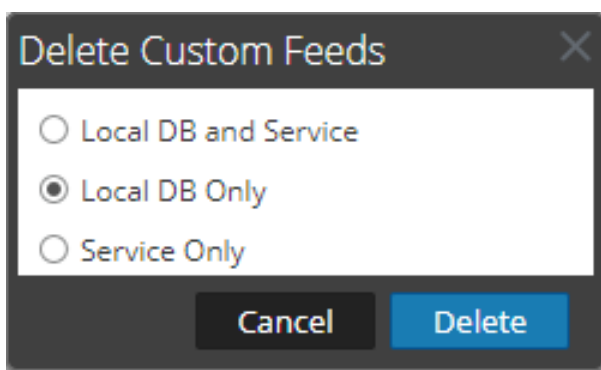 Delete Custom Feeds
Local DB and Service
Local DB Only
Service Only
Cancel Delete